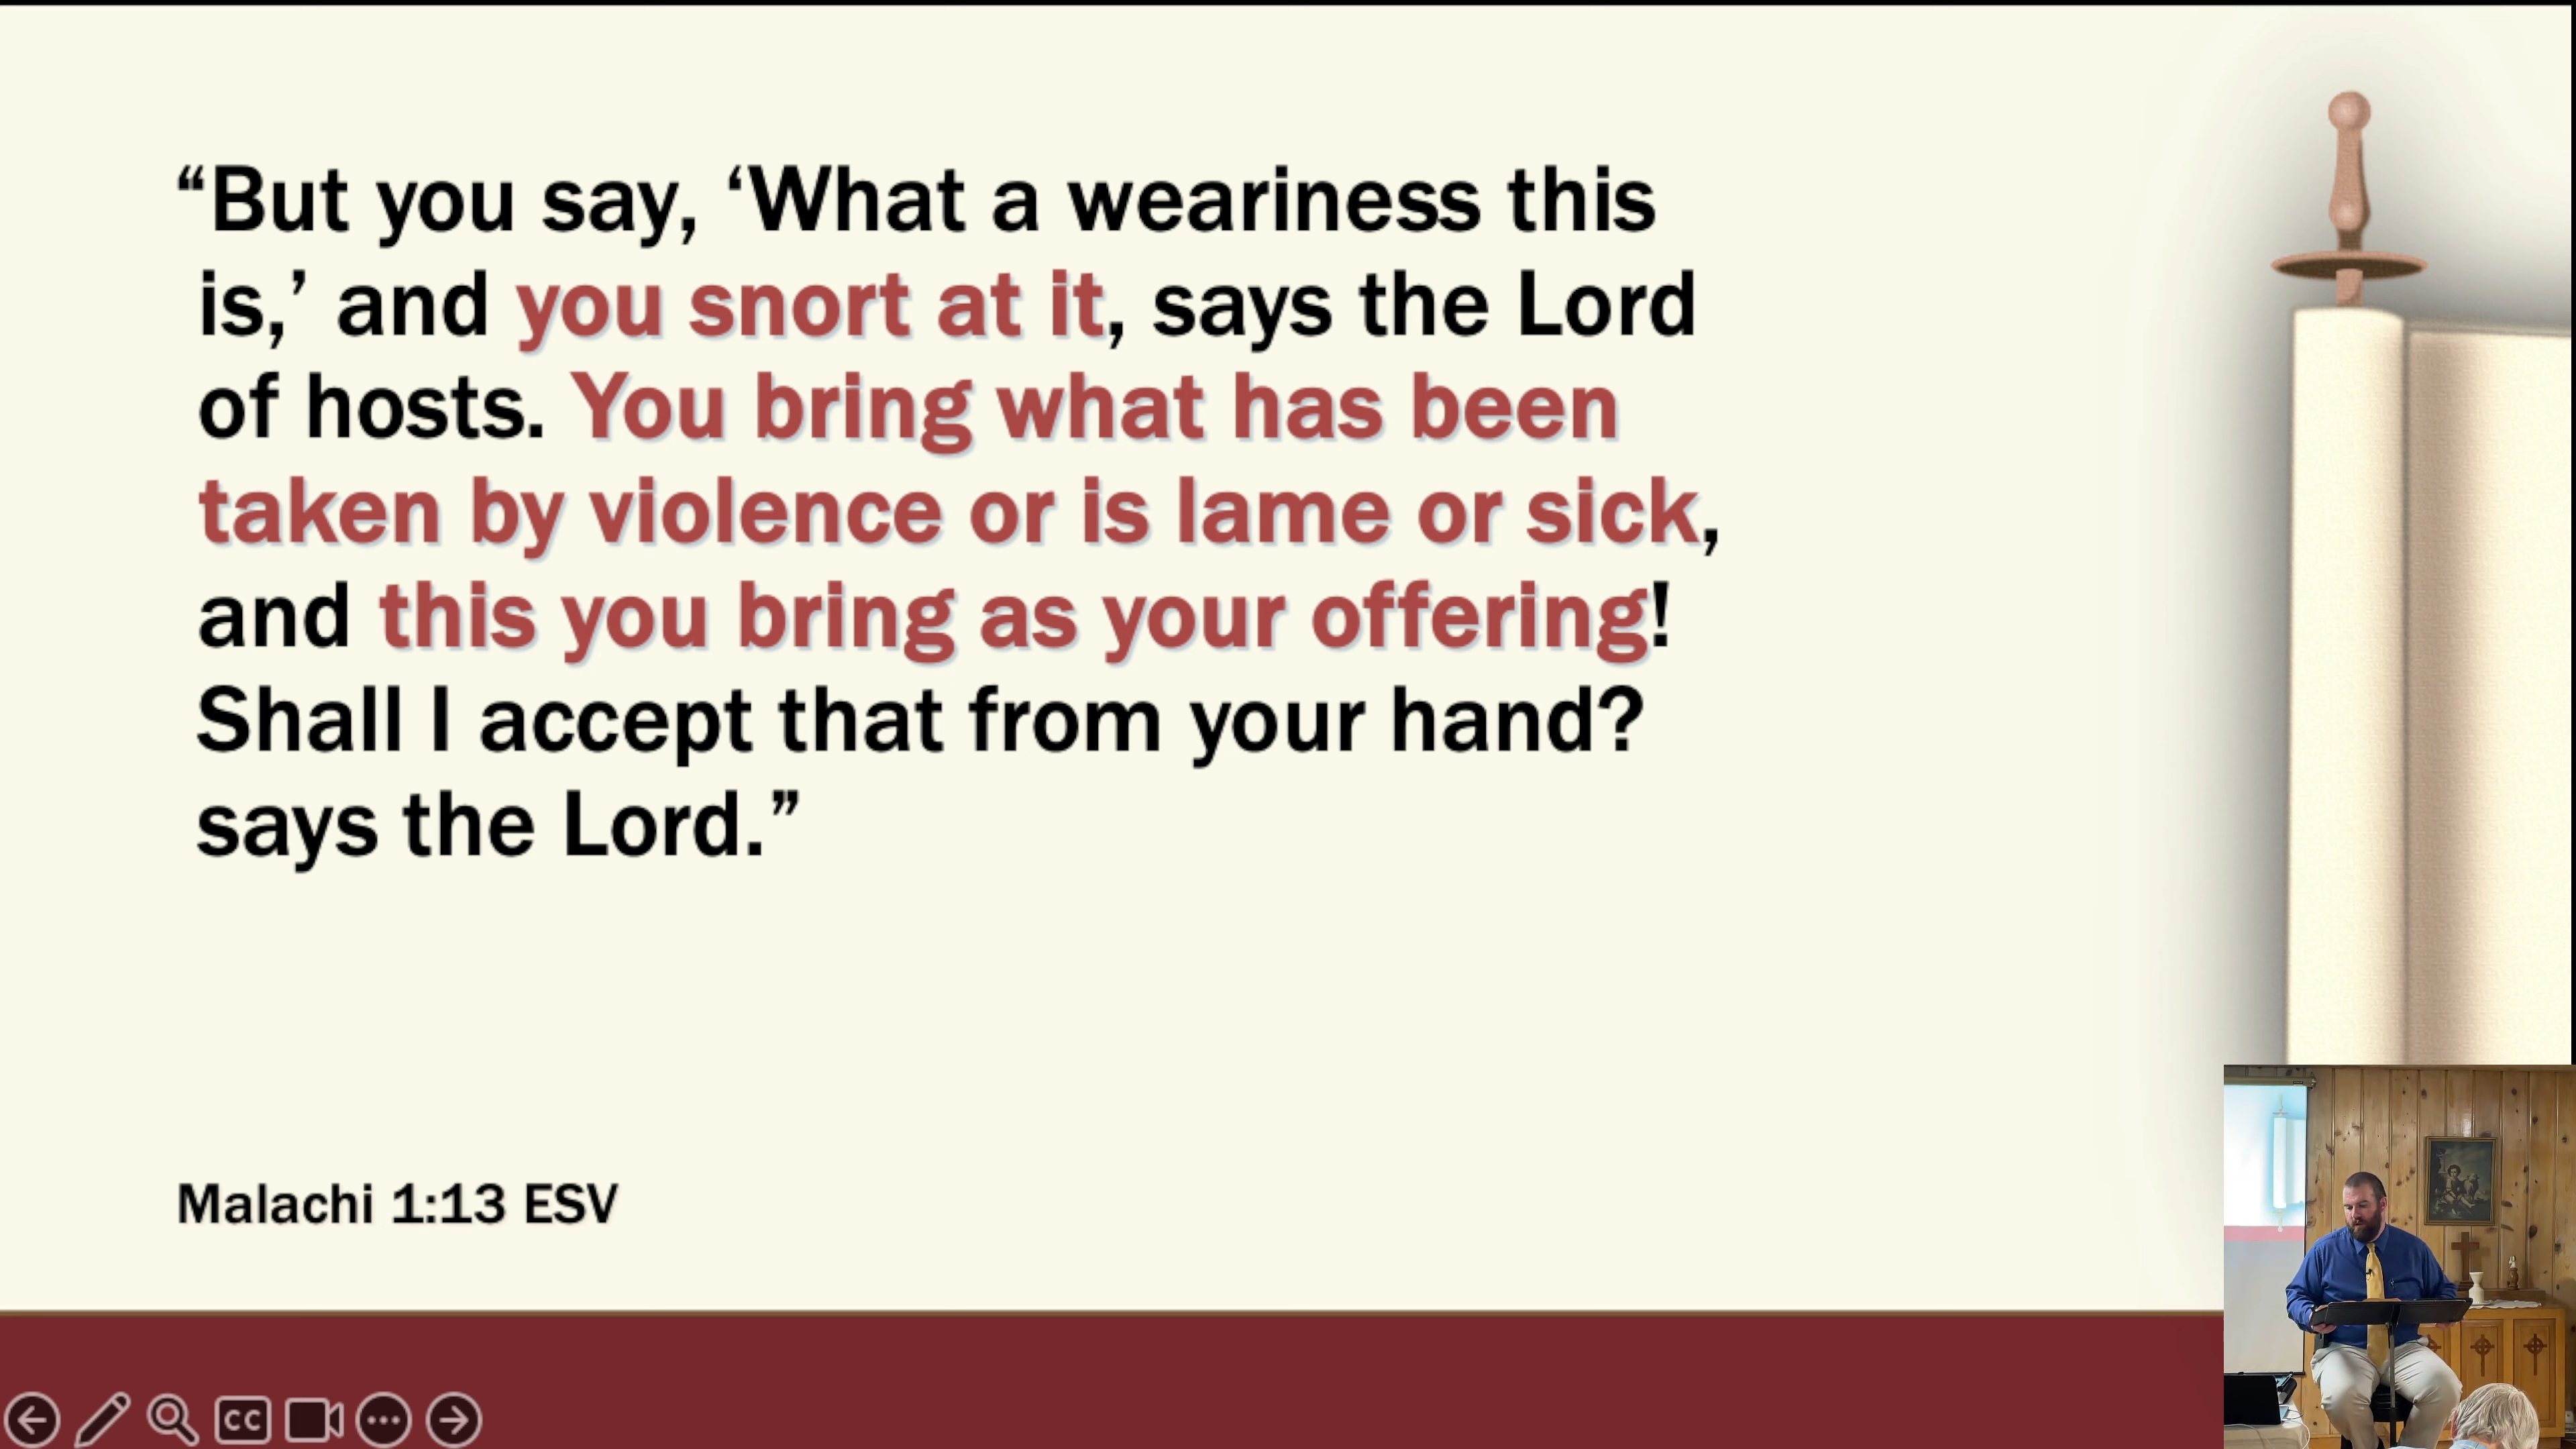 “But you say, ‘What a weariness this
is,’ and you snort at it, says the Lord
of hosts. You bring what has been
taken by violence or is lame or sick,
and this you bring as your offering!
Shall I accept that from your hand?
says the Lord.”
Malachi 1:13 ESV
CC